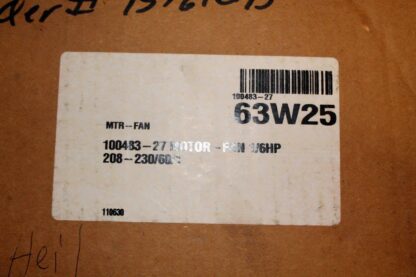 100483-27
63W25
MTR--FAN
100483-27 MOTOR -FAN 1/6HP
208-230/60/1
110630
Heil